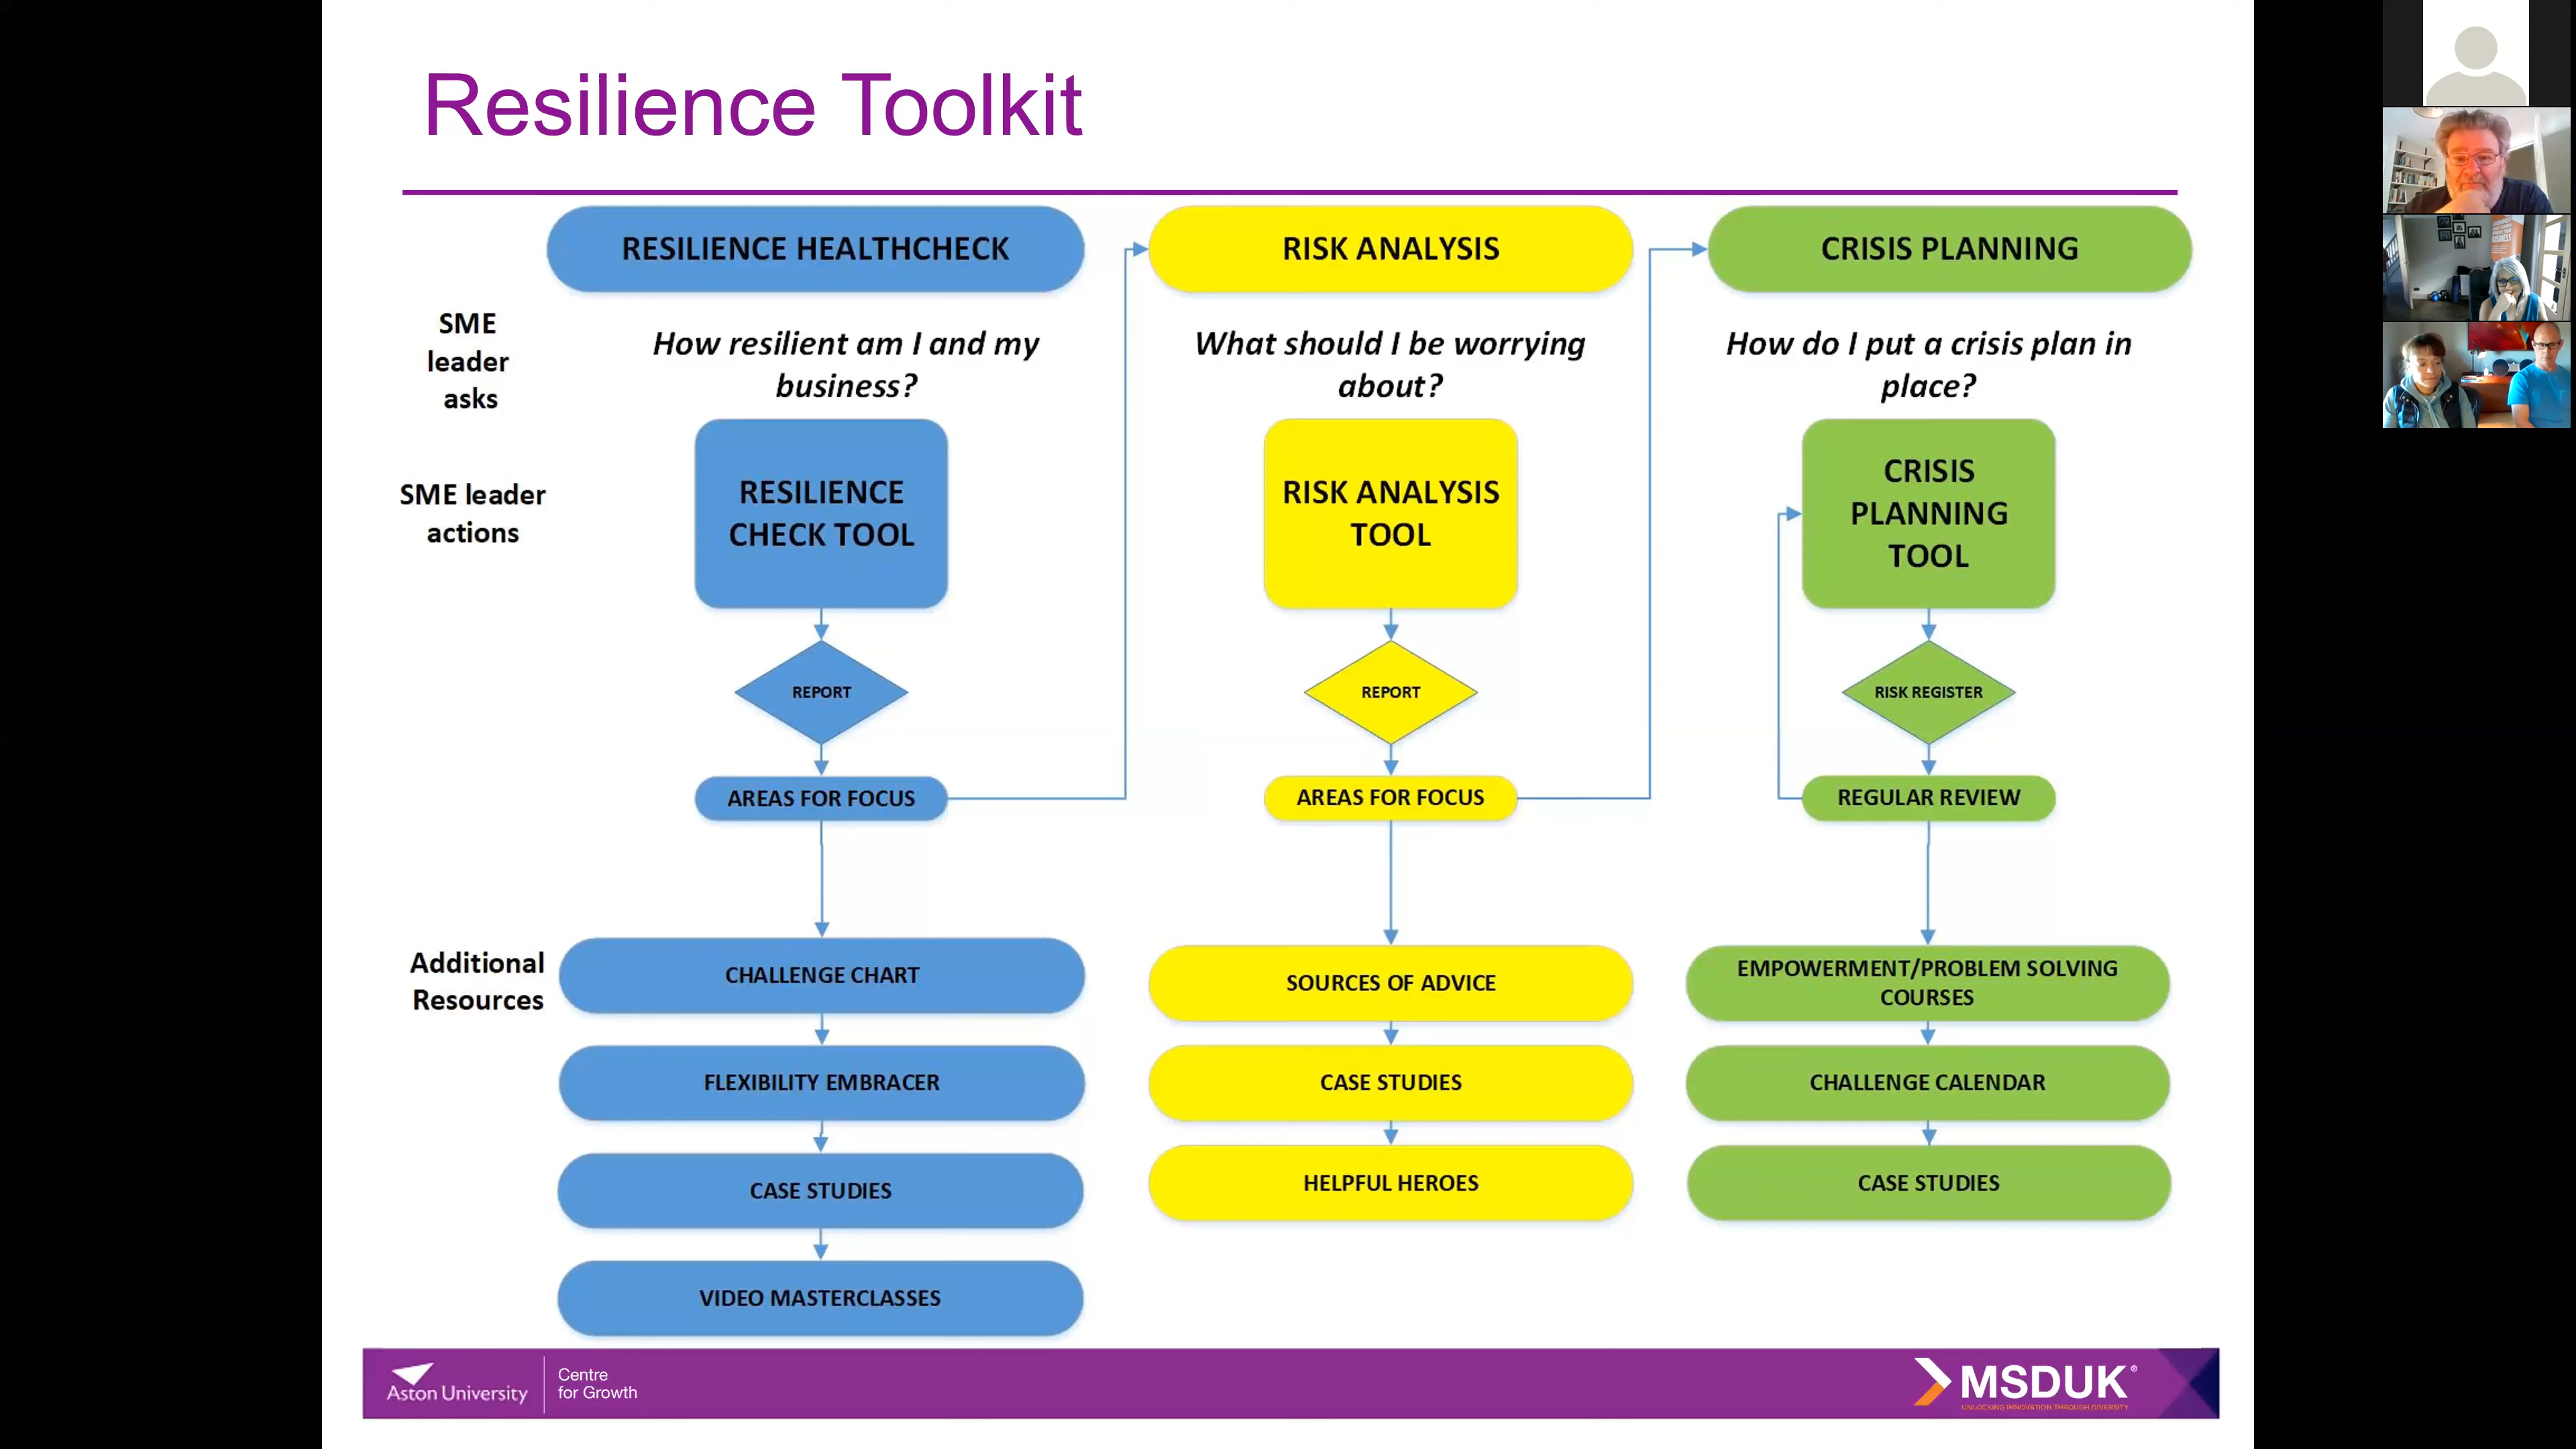 Resilience Toolkit
RESILIENCE HEALTHCHECK
RISK ANALYSIS
CRISIS PLANNING
SME
leader
asks
How resilient am I and my
business?
What should I be worrying
about?
How do I put a crisis plan in
place?
SME leader
actions
RESILIENCE
CHECK TOOL
RISK ANALYSIS
TOOL
CRISIS
PLANNING
TOOL
REPORT
REPORT
RISK REGISTER
AREAS FOR FOCUS
AREAS FOR FOCUS
REGULAR REVIEW
Additional
Resources
CHALLENGE CHART
SOURCES OF ADVICE
EMPOWERMENT/PROBLEM SOLVING
COURSES
FLEXIBILITY EMBRACER
CASE STUDIES
CHALLENGE CALENDAR
CASE STUDIES
HELPFUL HEROES
CASE STUDIES
VIDEO MASTERCLASSES
Aston University
Centre
for Growth
MSDUK®
UNLOCKING INNOVATION THROUGH DIVERSITY